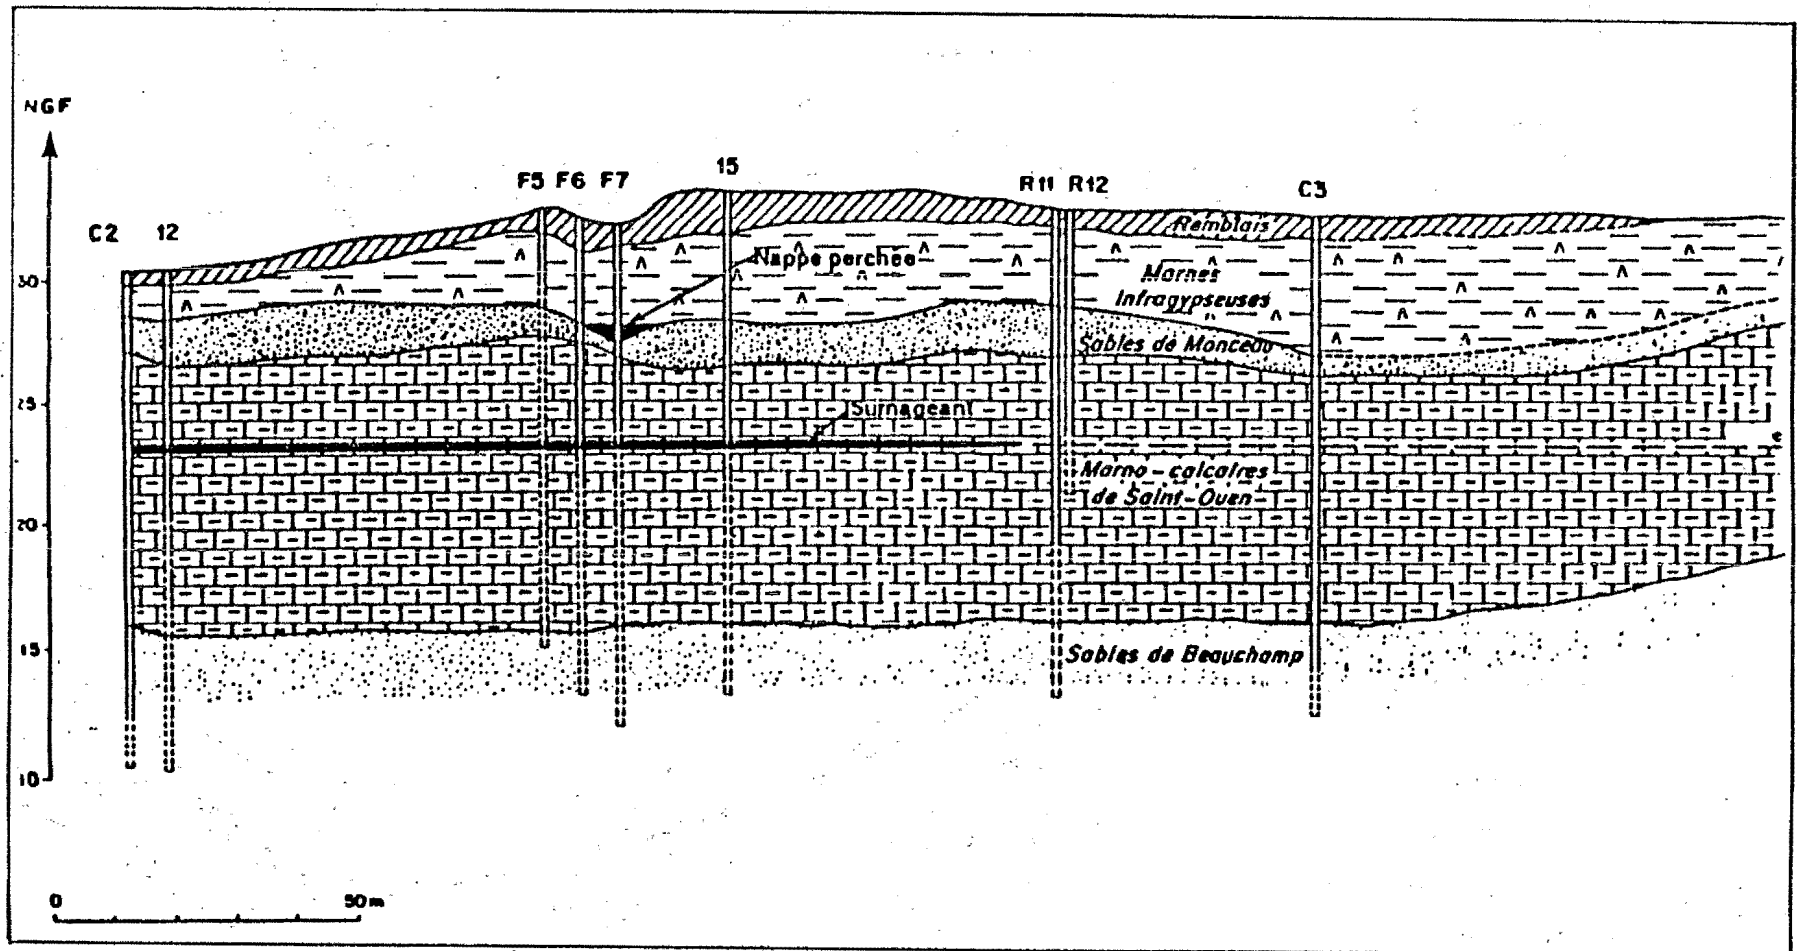 NGF
15
F5 F6 F7
R11 R12
C3
C2 12
Remblais
Nappe perchée
Marnes
Infragypseuses
30
Sables de Monceau
25
Surnageant
Marno-calcaires
de Saint-Ouen
20
15
Sables de Beauchamp
10
0 50m